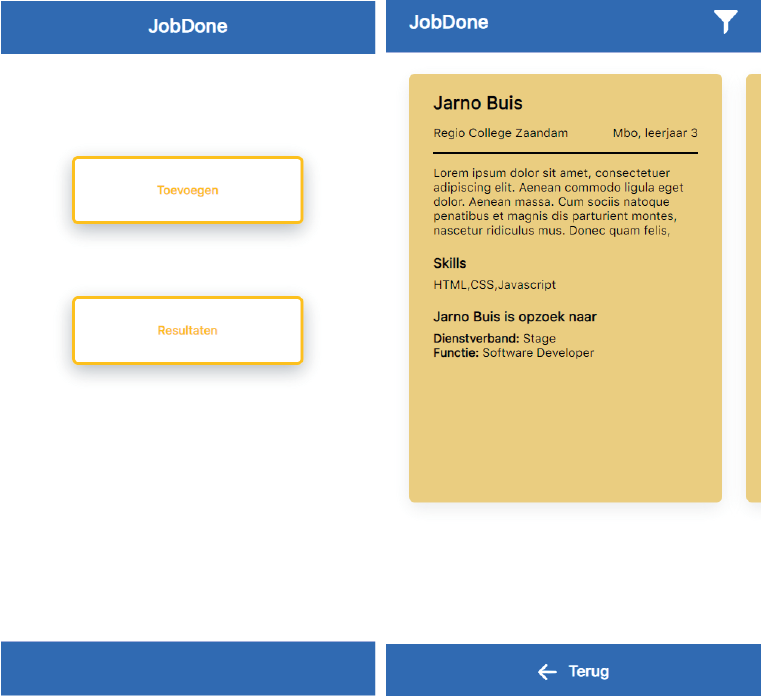 JobDone
Toevoegen
Resultaten
JobDone
Jarno Buis
Regio College Zaandam Mbo, leerjaar 3
Lorem ipsum dolor sit amet, consectetuer
adipiscing elit. Aenean commodo ligula eget
dolor. Aenean massa. Cum sociis natoque
penatibus et magnis dis parturient montes,
nascetur ridiculus mus. Donec quam felis,
Skills
HTML,CSS,Javascript
Jarno Buis is opzoek naar
Dienstverband: Stage
Functie: Software Developer
Terug